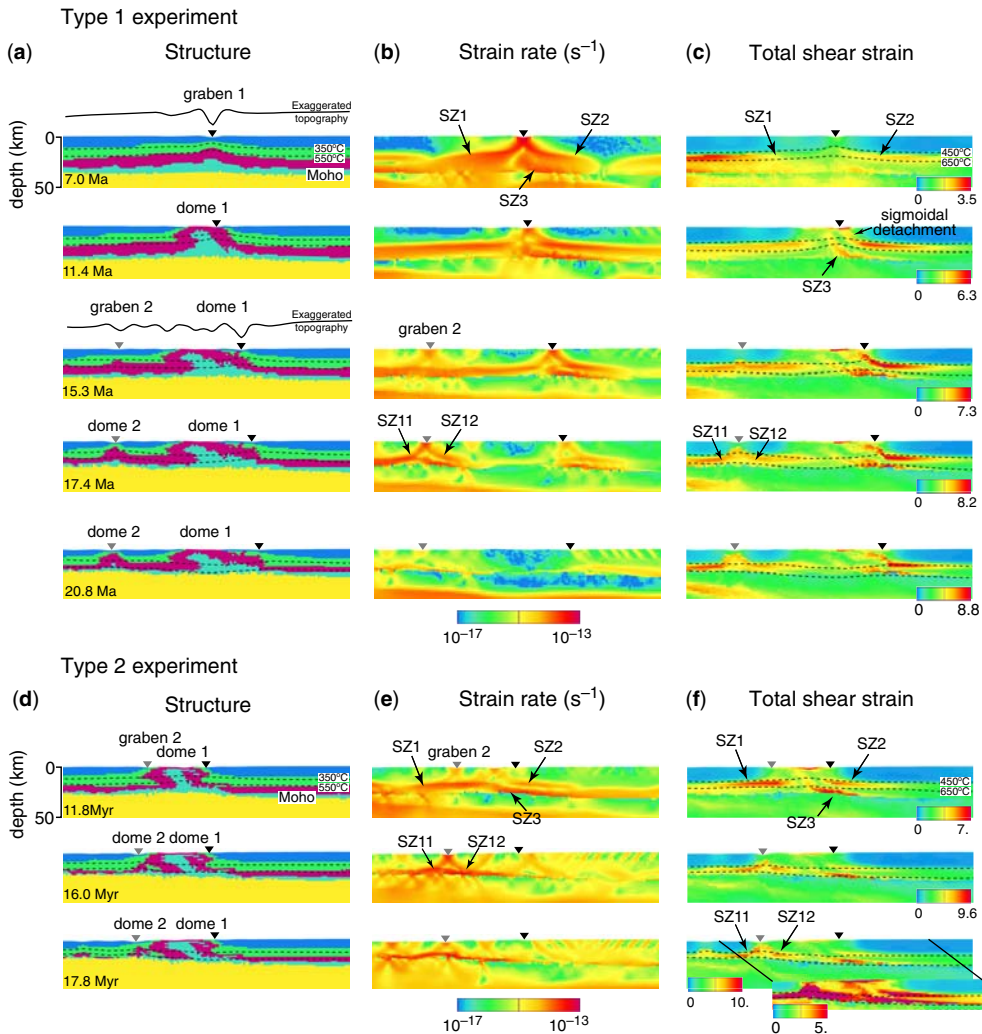 Type 1 experiment
(a) Structure
(b) Strain rate (s⁻¹)
(c) Total shear strain
graben 1
Exaggerated
topography
0
depth (km)
50
350°C
550°C
Moho
7.0 Ma
SZ1
SZ2
SZ3
SZ1
SZ2
450°C
650°C
0 3.5
dome 1
11.4 Ma
sigmoidal
detachment
SZ3
0 6.3
graben 2 dome 1
Exaggerated
topography
15.3 Ma
graben 2
0 7.3
dome 2 dome 1
17.4 Ma
SZ11 SZ12
SZ11 SZ12
0 8.2
dome 2 dome 1
20.8 Ma
0 8.8
10⁻¹⁷ 10⁻¹³
Type 2 experiment
(d) Structure
(e) Strain rate (s⁻¹)
(f) Total shear strain
graben 2
dome 1
0
depth (km)
50
350°C
550°C
Moho
11.8Myr
SZ1
graben 2
SZ2
SZ3
SZ1
SZ2
450°C
650°C
SZ3
0 7.
dome 2 dome 1
16.0 Myr
SZ11 SZ12
0 9.6
dome 2 dome 1
17.8 Myr
SZ11 SZ12
0 10.
0 5.
10⁻¹⁷ 10⁻¹³